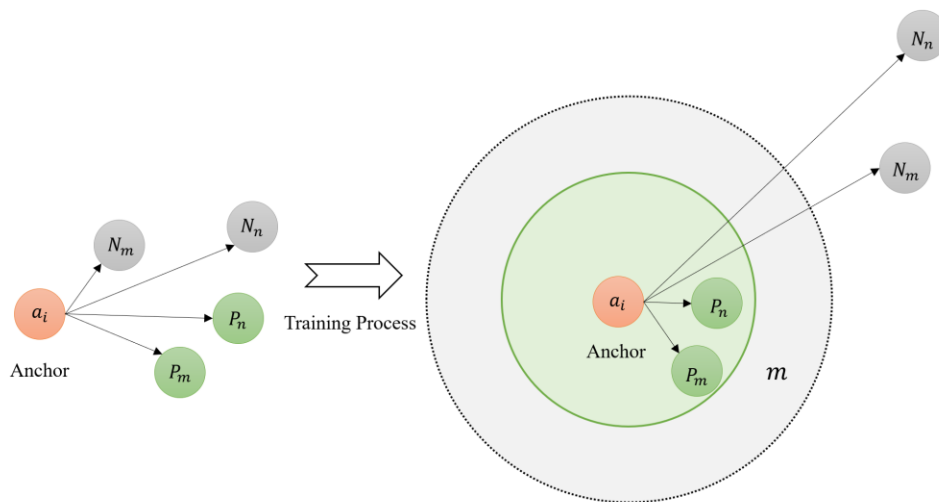 N_m
N_n
a_i
P_n
P_m
Anchor
Training Process
N_n
N_m
a_i
P_n
Anchor
P_m
m